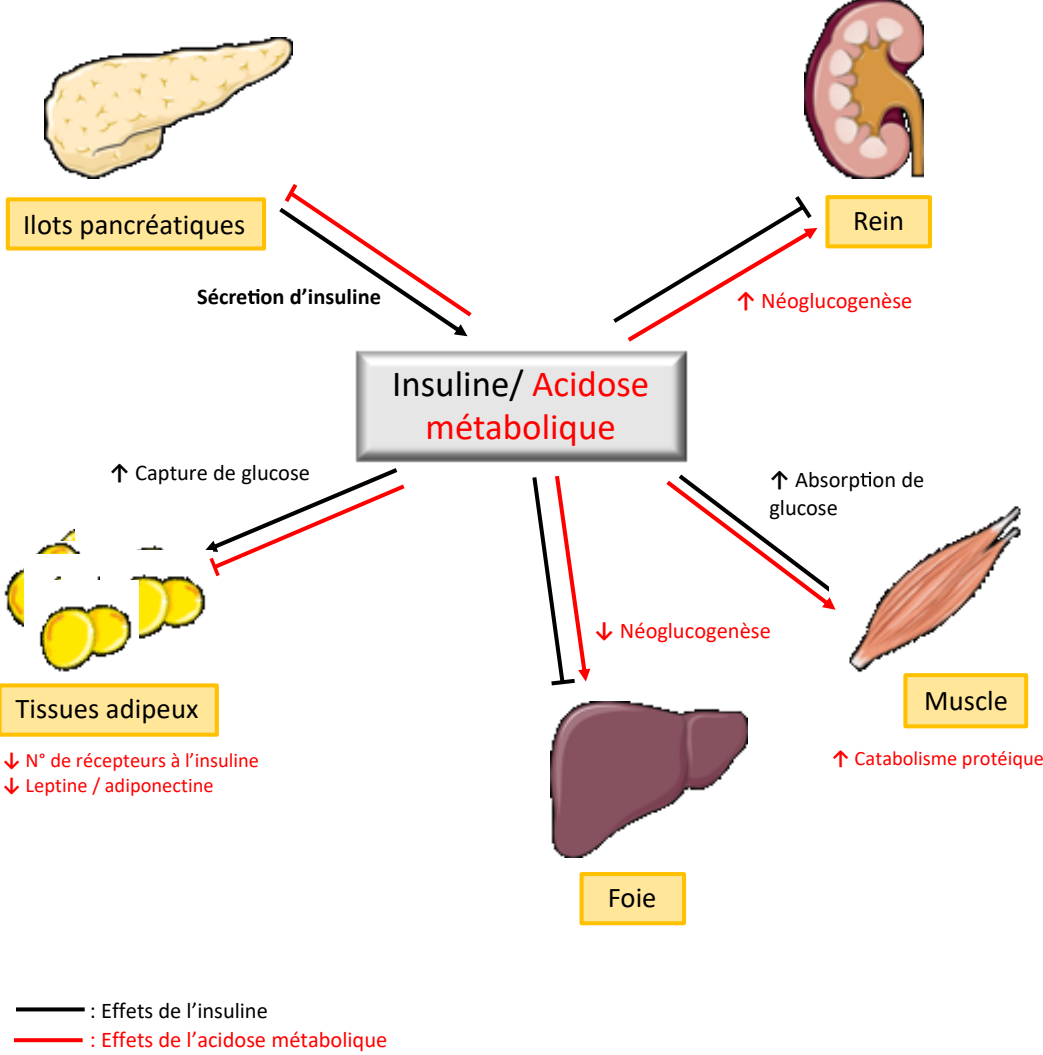 Ilots pancréatiques
Rein
Sécretion d’insuline
↑ Néoglucogenèse
Insuline/ Acidose
métabolique
↑ Capture de glucose
↑ Absorption de
glucose
↓ Néoglucogenèse
Tissues adipeux
Muscle
↓ N° de récepteurs à l’insuline
↓ Leptine / adiponectine
↑ Catabolisme protéique
Foie
: Effets de l’insuline
: Effets de l’acidose métabolique